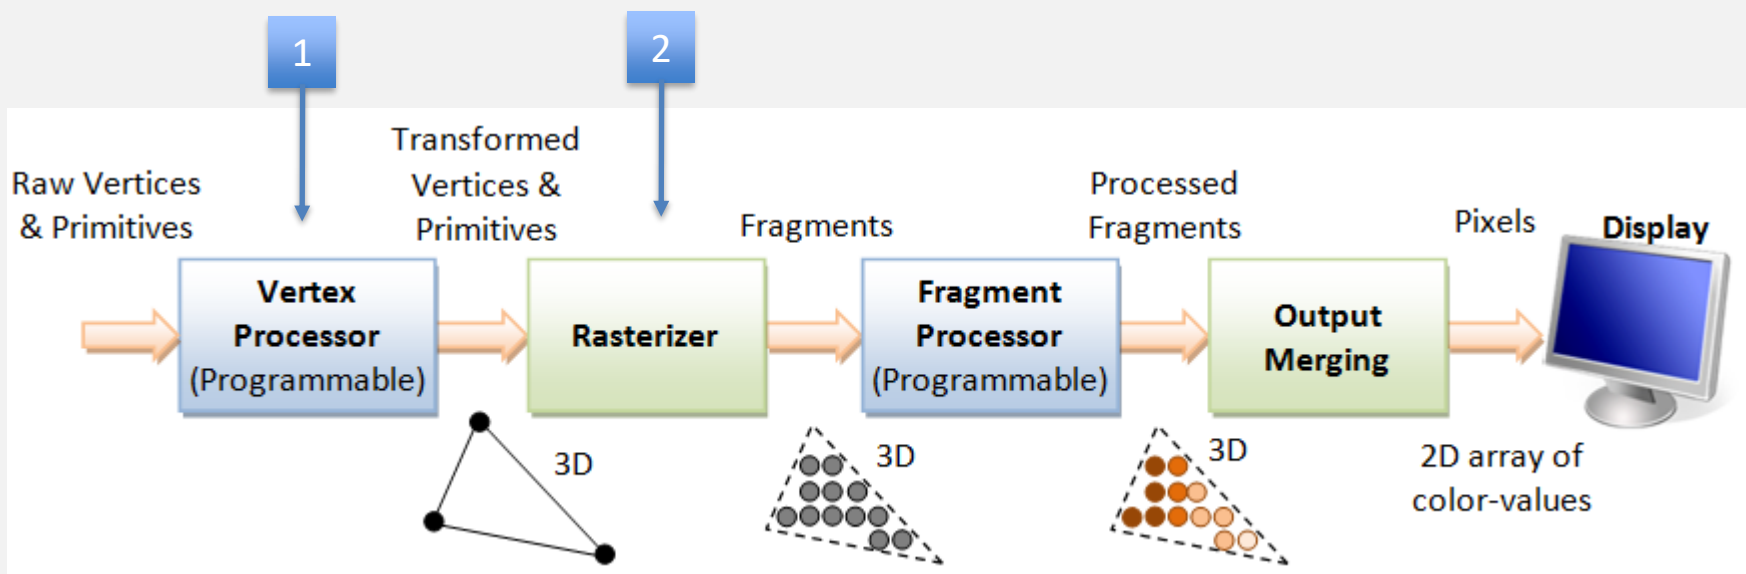 1
2
Raw Vertices
& Primitives
Transformed
Vertices &
Primitives
Fragments
Processed
Fragments
Pixels
Display
Vertex
Processor
(Programmable)
Rasterizer
Fragment
Processor
(Programmable)
Output
Merging
3D
3D
3D
2D array of
color-values